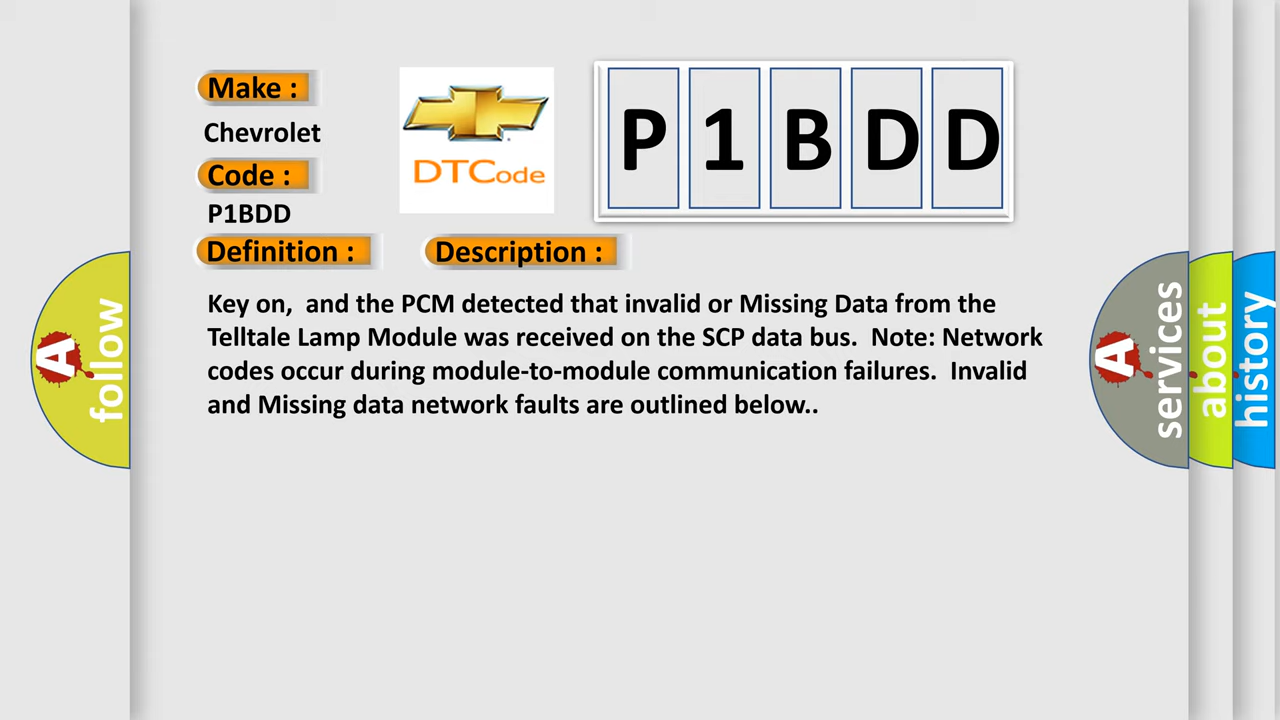 Make :
Chevrolet
Code :
P1BDD
DTCode
P 1 B D D
Definition :
Description :
Key on,  and the PCM detected that invalid or Missing Data from the
Telltale Lamp Module was received on the SCP data bus  Note: Network
codes occur during module-to-module communication failures  Invalid
and Missing data network faults are outlined below..
A
follow
A
services
about
history